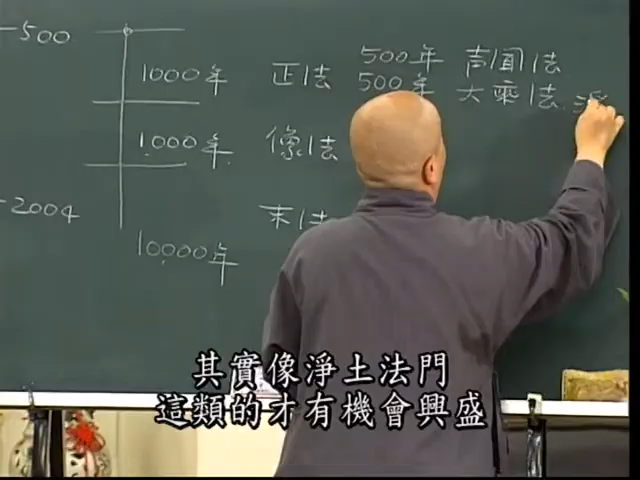 -500
1000年 正法 500年 声闻法
500年 大乘法 淨
1,000年 像法
-2004
末法
10,000年
其實像淨土法門
這類的才有機會興盛